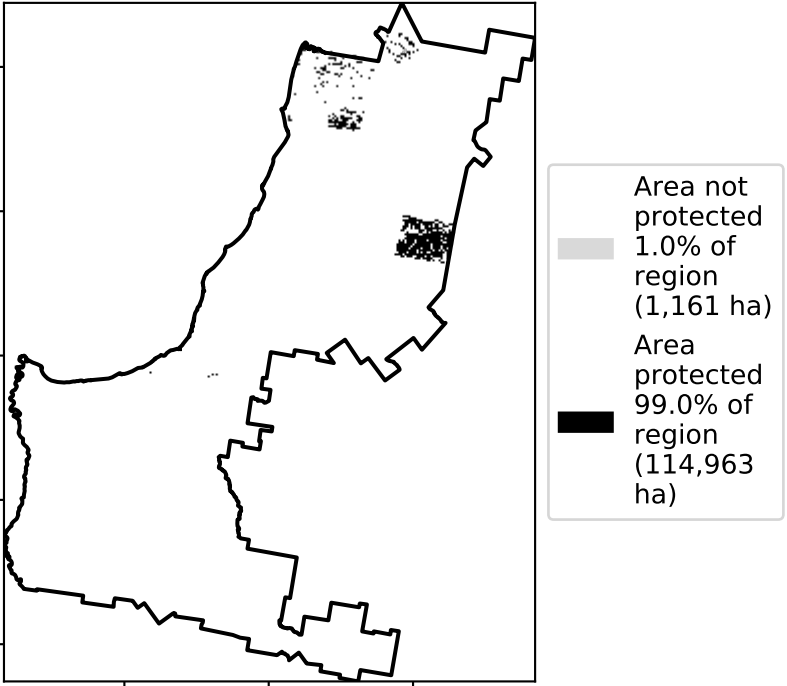 Area not
protected
1.0% of
region
(1,161 ha)
Area
protected
99.0% of
region
(114,963
ha)